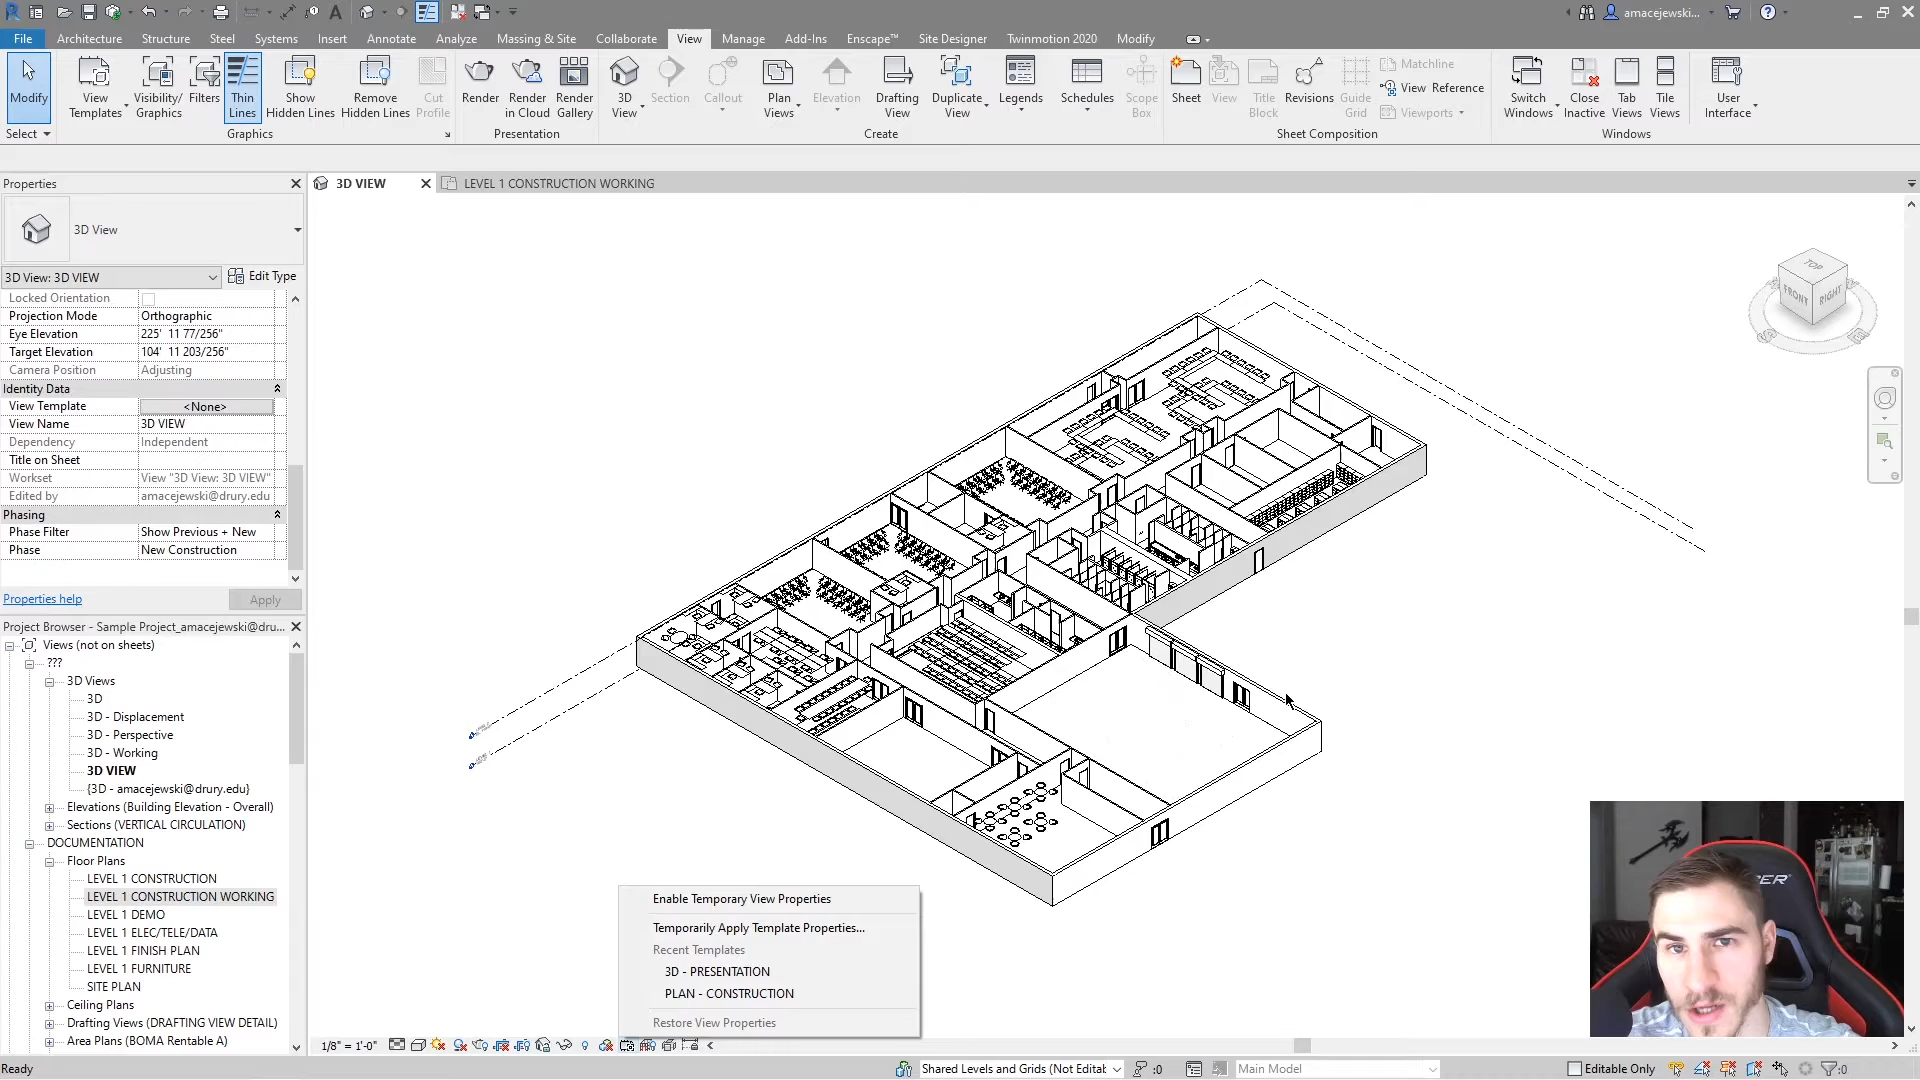 amacejewski...
File Architecture Structure Steel Systems Insert Annotate Analyze Massing & Site Collaborate View Manage Add-Ins Enscape™ Site Designer Twinmotion 2020 Modify
Modify
View Templates
Visibility/ Graphics
Filters
Thin Lines
Show Hidden Lines
Remove Hidden Lines
Cut Profile
Render
Render in Cloud
Render Gallery
3D View
Section
Callout
Plan Views
Elevation
Drafting View
Duplicate View
Legends
Schedules
Scope Box
Sheet
View
Title Block
Revisions
Guide Grid
Matchline
View Reference
Viewports
Switch Windows
Close Inactive
Tab Views
Tile Views
User Interface
Select Graphics Presentation Create Sheet Composition Windows
Properties
3D VIEW
LEVEL 1 CONSTRUCTION WORKING
3D View
3D View: 3D VIEW
Edit Type
Locked Orientation
Projection Mode Orthographic
Eye Elevation 225' 11 77/256"
Target Elevation 104' 11 203/256"
Camera Position Adjusting
Identity Data
View Template <None>
View Name 3D VIEW
Dependency Independent
Title on Sheet
Workset View "3D View: 3D VIEW"
Edited by amacejewski@drury.edu
Phasing
Phase Filter Show Previous + New
Phase New Construction
Properties help
Apply
Project Browser - Sample Project_amacejewski@dru...
Views (not on sheets)
???
3D Views
3D
3D - Displacement
3D - Perspective
3D - Working
3D VIEW
{3D - amacejewski@drury.edu}
Elevations (Building Elevation - Overall)
Sections (VERTICAL CIRCULATION)
DOCUMENTATION
Floor Plans
LEVEL 1 CONSTRUCTION
LEVEL 1 CONSTRUCTION WORKING
LEVEL 1 DEMO
LEVEL 1 ELEC/TELE/DATA
LEVEL 1 FINISH PLAN
LEVEL 1 FURNITURE
SITE PLAN
Ceiling Plans
Drafting Views (DRAFTING VIEW DETAIL)
Area Plans (BOMA Rentable A)
TOP
FRONT
RIGHT
Enable Temporary View Properties
Temporarily Apply Template Properties...
Recent Templates
3D - PRESENTATION
PLAN - CONSTRUCTION
Restore View Properties
1/8" = 1'-0"
Ready
Shared Levels and Grids (Not Editab
:0
Main Model
Editable Only
:0